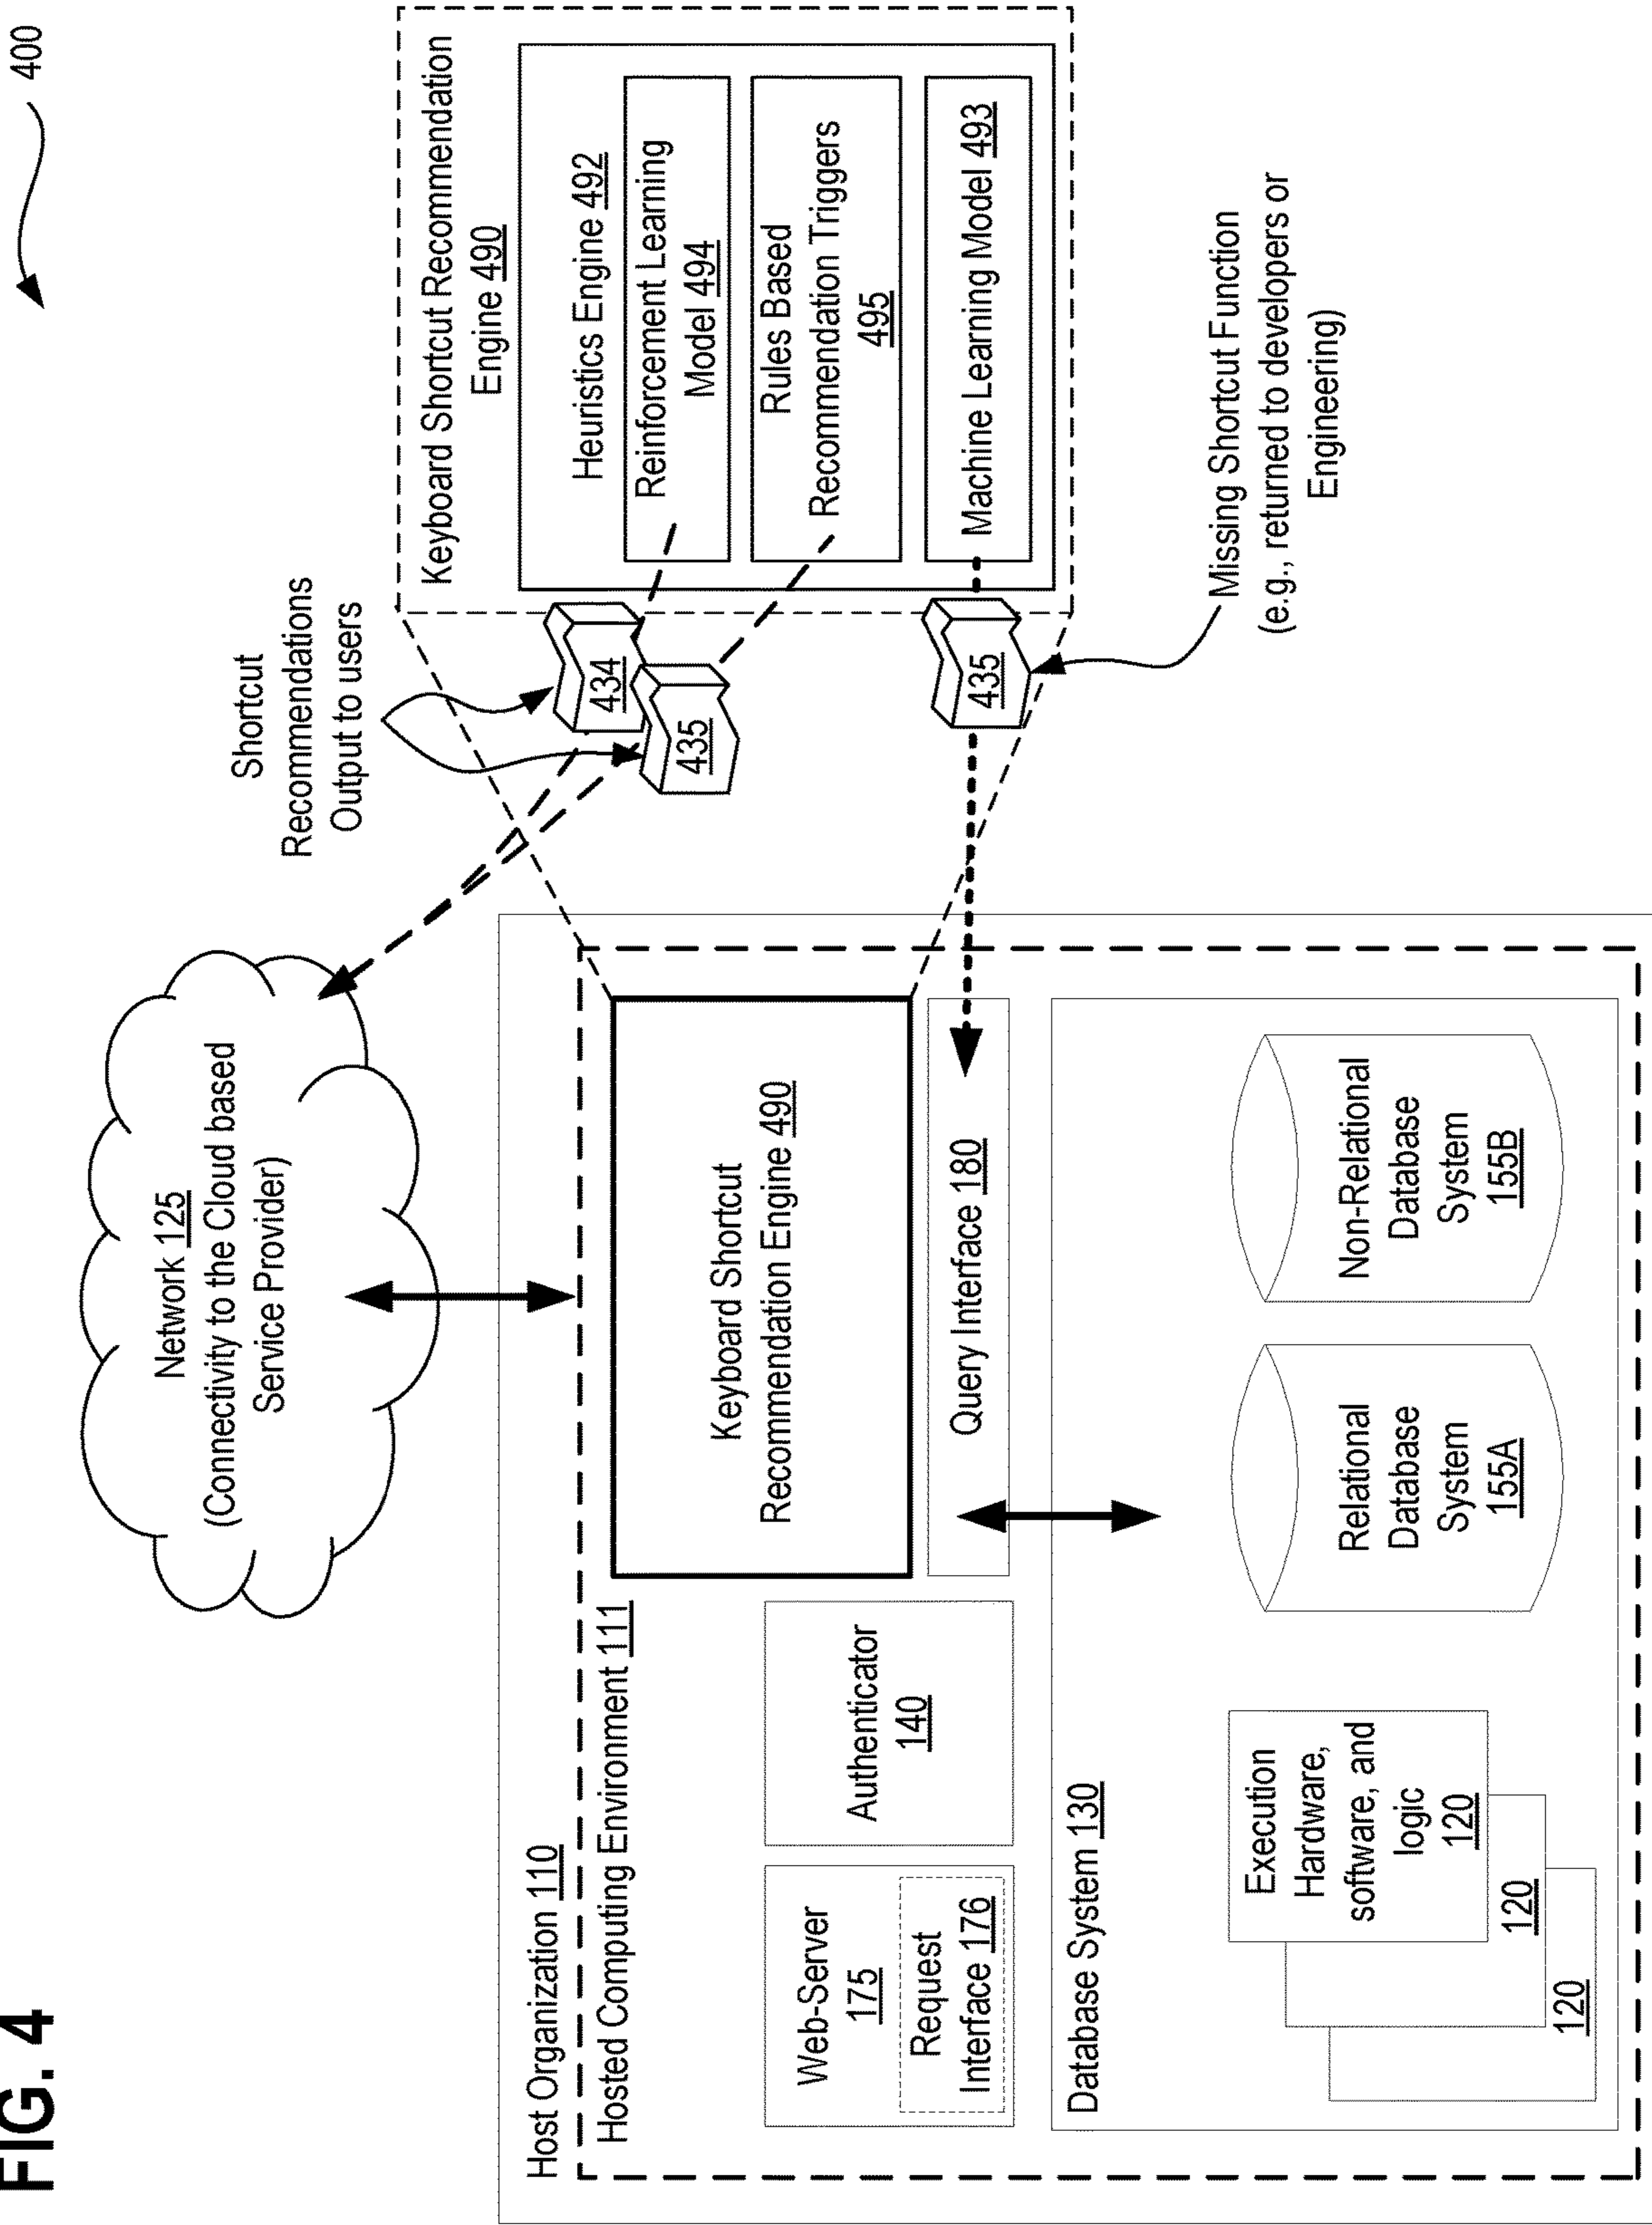 FIG. 4
400
Network 125
(Connectivity to the Cloud based
Service Provider)
Shortcut
Recommendations
Output to users
Keyboard Shortcut Recommendation
Engine 490
Heuristics Engine 492
Reinforcement Learning
Model 494
Rules Based
Recommendation Triggers
495
Machine Learning Model 493
434
435
435
Missing Shortcut Function
(e.g., returned to developers or
Engineering)
Host Organization 110
Hosted Computing Environment 111
Keyboard Shortcut
Recommendation Engine 490
Web-Server
175
Request
Interface 176
Authenticator
140
Query Interface 180
Database System 130
Execution
Hardware,
software, and
logic
120
120
120
Relational
Database
System
155A
Non-Relational
Database
System
155B